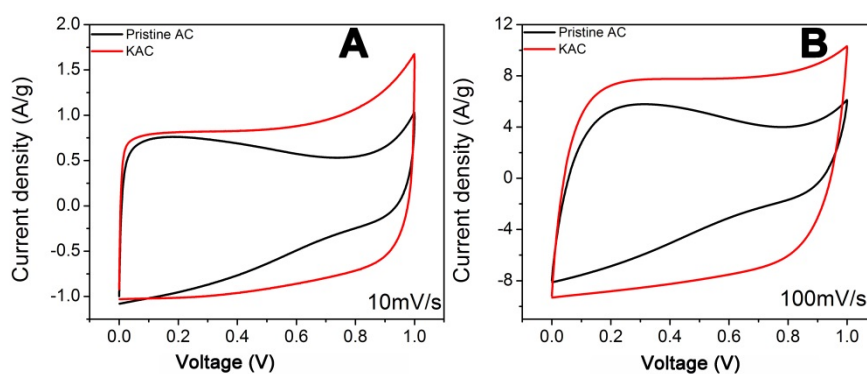 A
Pristine AC
KAC
Current density (A/g)
2.0
1.5
1.0
0.5
0.0
-0.5
-1.0
10mV/s
0.0 0.2 0.4 0.6 0.8 1.0
Voltage (V)
B
Pristine AC
KAC
Current density (A/g)
12
8
4
0
-4
-8
100mV/s
0.0 0.2 0.4 0.6 0.8 1.0
Voltage (V)